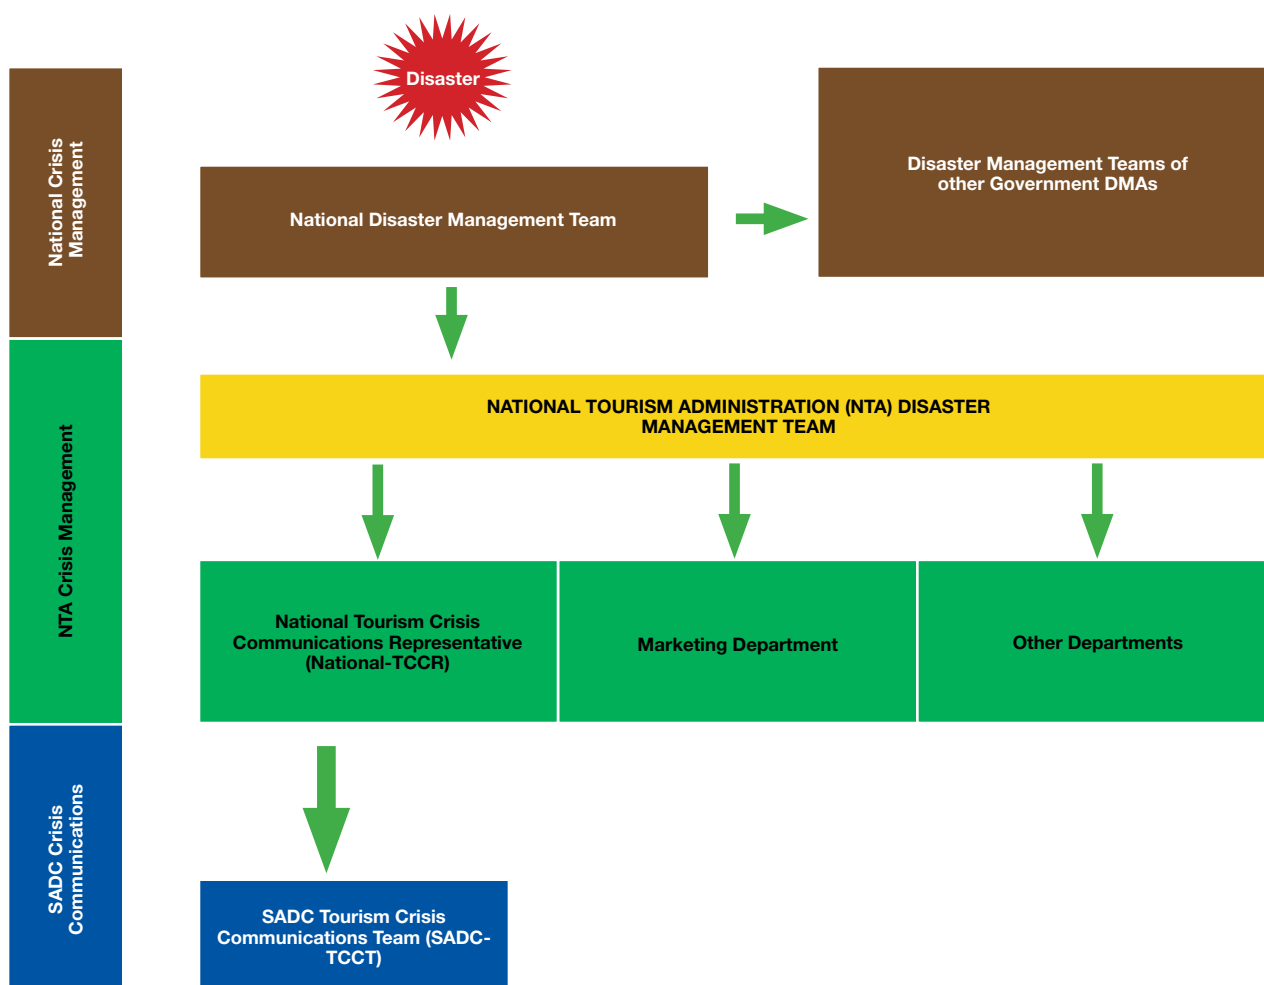 Disaster
National Crisis
Management
Disaster Management Teams of
other Government DMAs
National Disaster Management Team
NTA Crisis Management
NATIONAL TOURISM ADMINISTRATION (NTA) DISASTER
MANAGEMENT TEAM
National Tourism Crisis
Communications Representative
(National-TCCR)
Marketing Department
Other Departments
SADC Crisis
Communications
SADC Tourism Crisis
Communications Team (SADC-
TCCT)